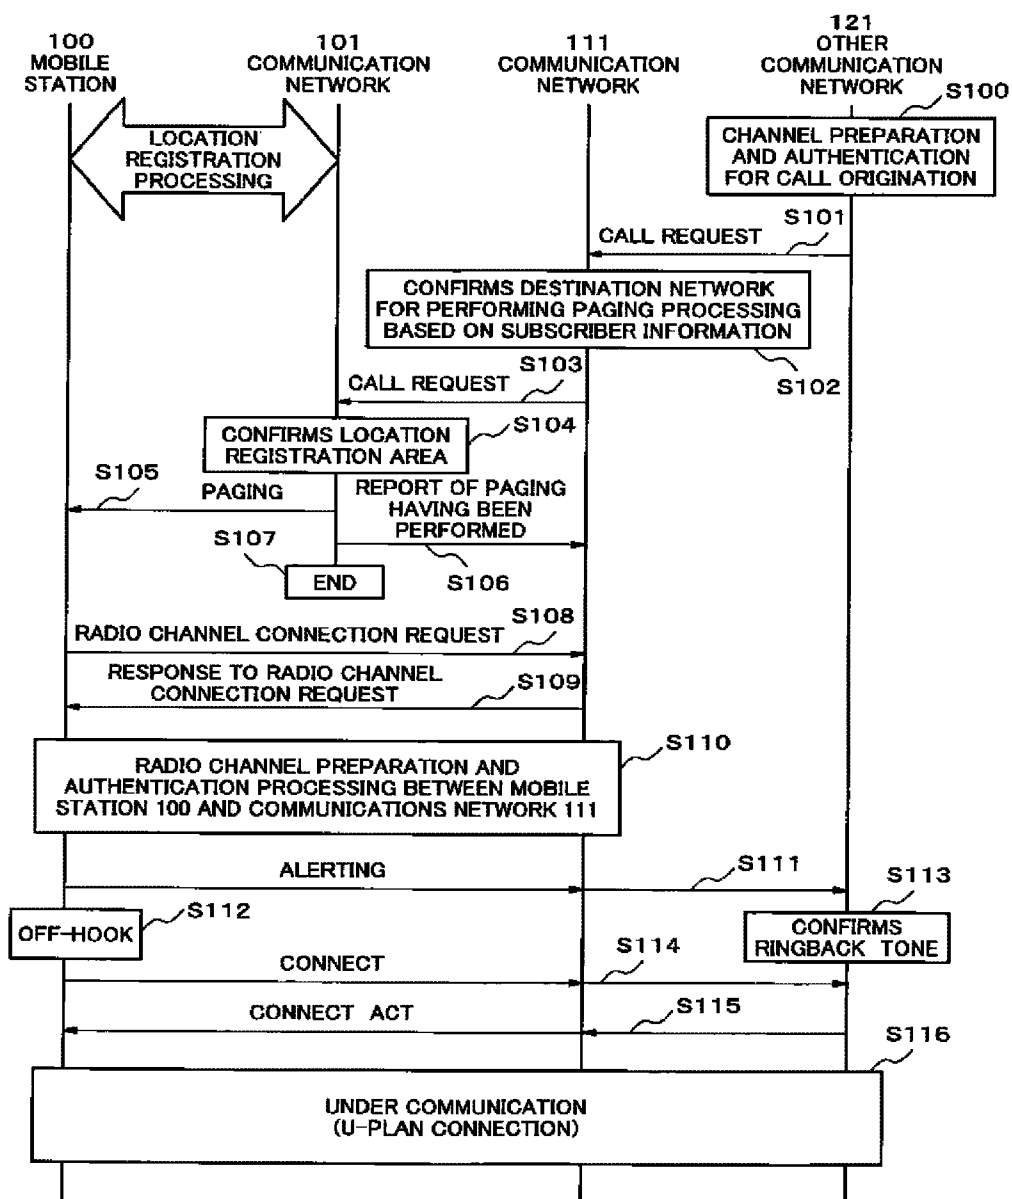 100
MOBILE
STATION
101
COMMUNICATION
NETWORK
111
COMMUNICATION
NETWORK
121
OTHER
COMMUNICATION
NETWORK
S100
LOCATION
REGISTRATION
PROCESSING
CHANNEL PREPARATION
AND AUTHENTICATION
FOR CALL ORIGINATION
S101
CALL REQUEST
CONFIRMS DESTINATION NETWORK
FOR PERFORMING PAGING PROCESSING
BASED ON SUBSCRIBER INFORMATION
S102
S103
CALL REQUEST
S104
CONFIRMS LOCATION
REGISTRATION AREA
S105
PAGING
REPORT OF PAGING
HAVING BEEN
PERFORMED
S106
S107
END
S108
RADIO CHANNEL CONNECTION REQUEST
RESPONSE TO RADIO CHANNEL
CONNECTION REQUEST
S109
S110
RADIO CHANNEL PREPARATION AND
AUTHENTICATION PROCESSING BETWEEN MOBILE
STATION 100 AND COMMUNICATIONS NETWORK 111
ALERTING
S111
S112
OFF-HOOK
S113
CONFIRMS
RINGBACK TONE
CONNECT
S114
CONNECT ACT
S115
S116
UNDER COMMUNICATION
(U-PLAN CONNECTION)